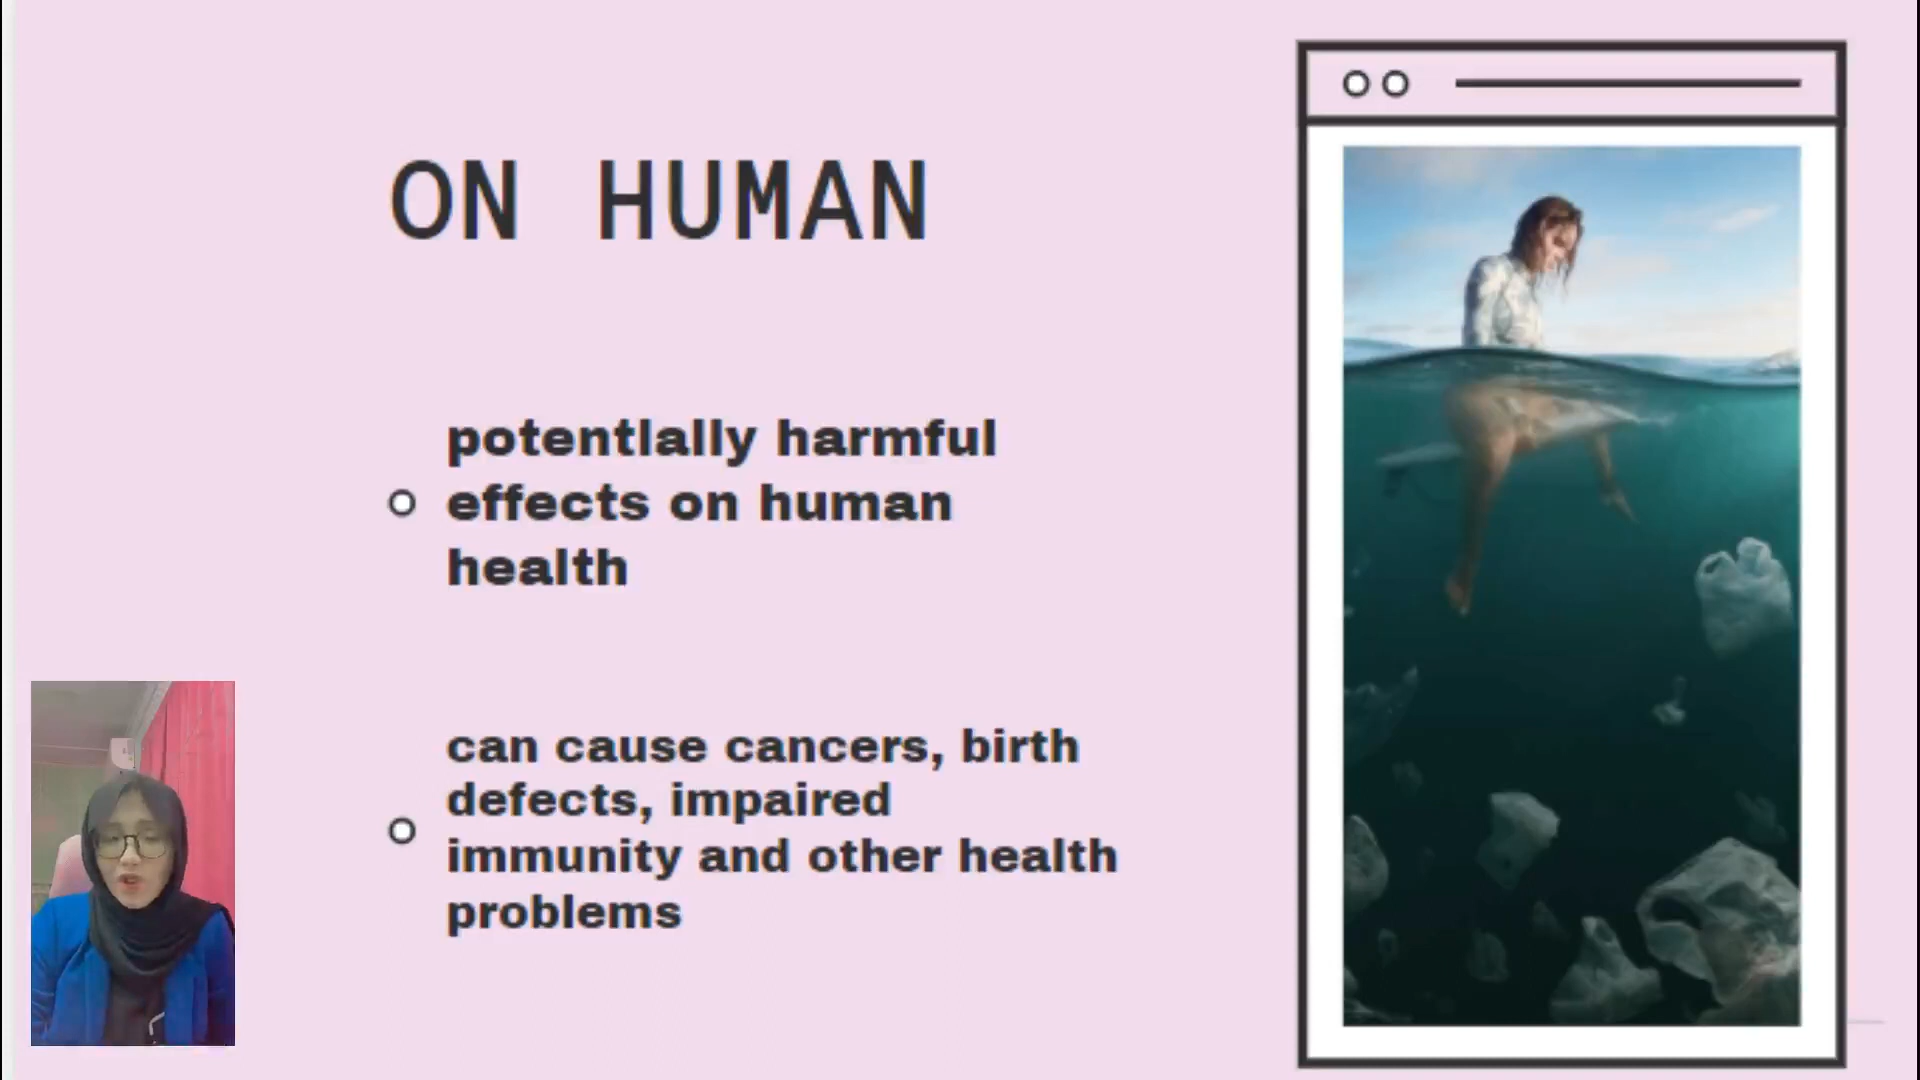 ON HUMAN
potentlally harmful
effects on human
health
can cause cancers, birth
defects, impaired
immunity and other health
problems